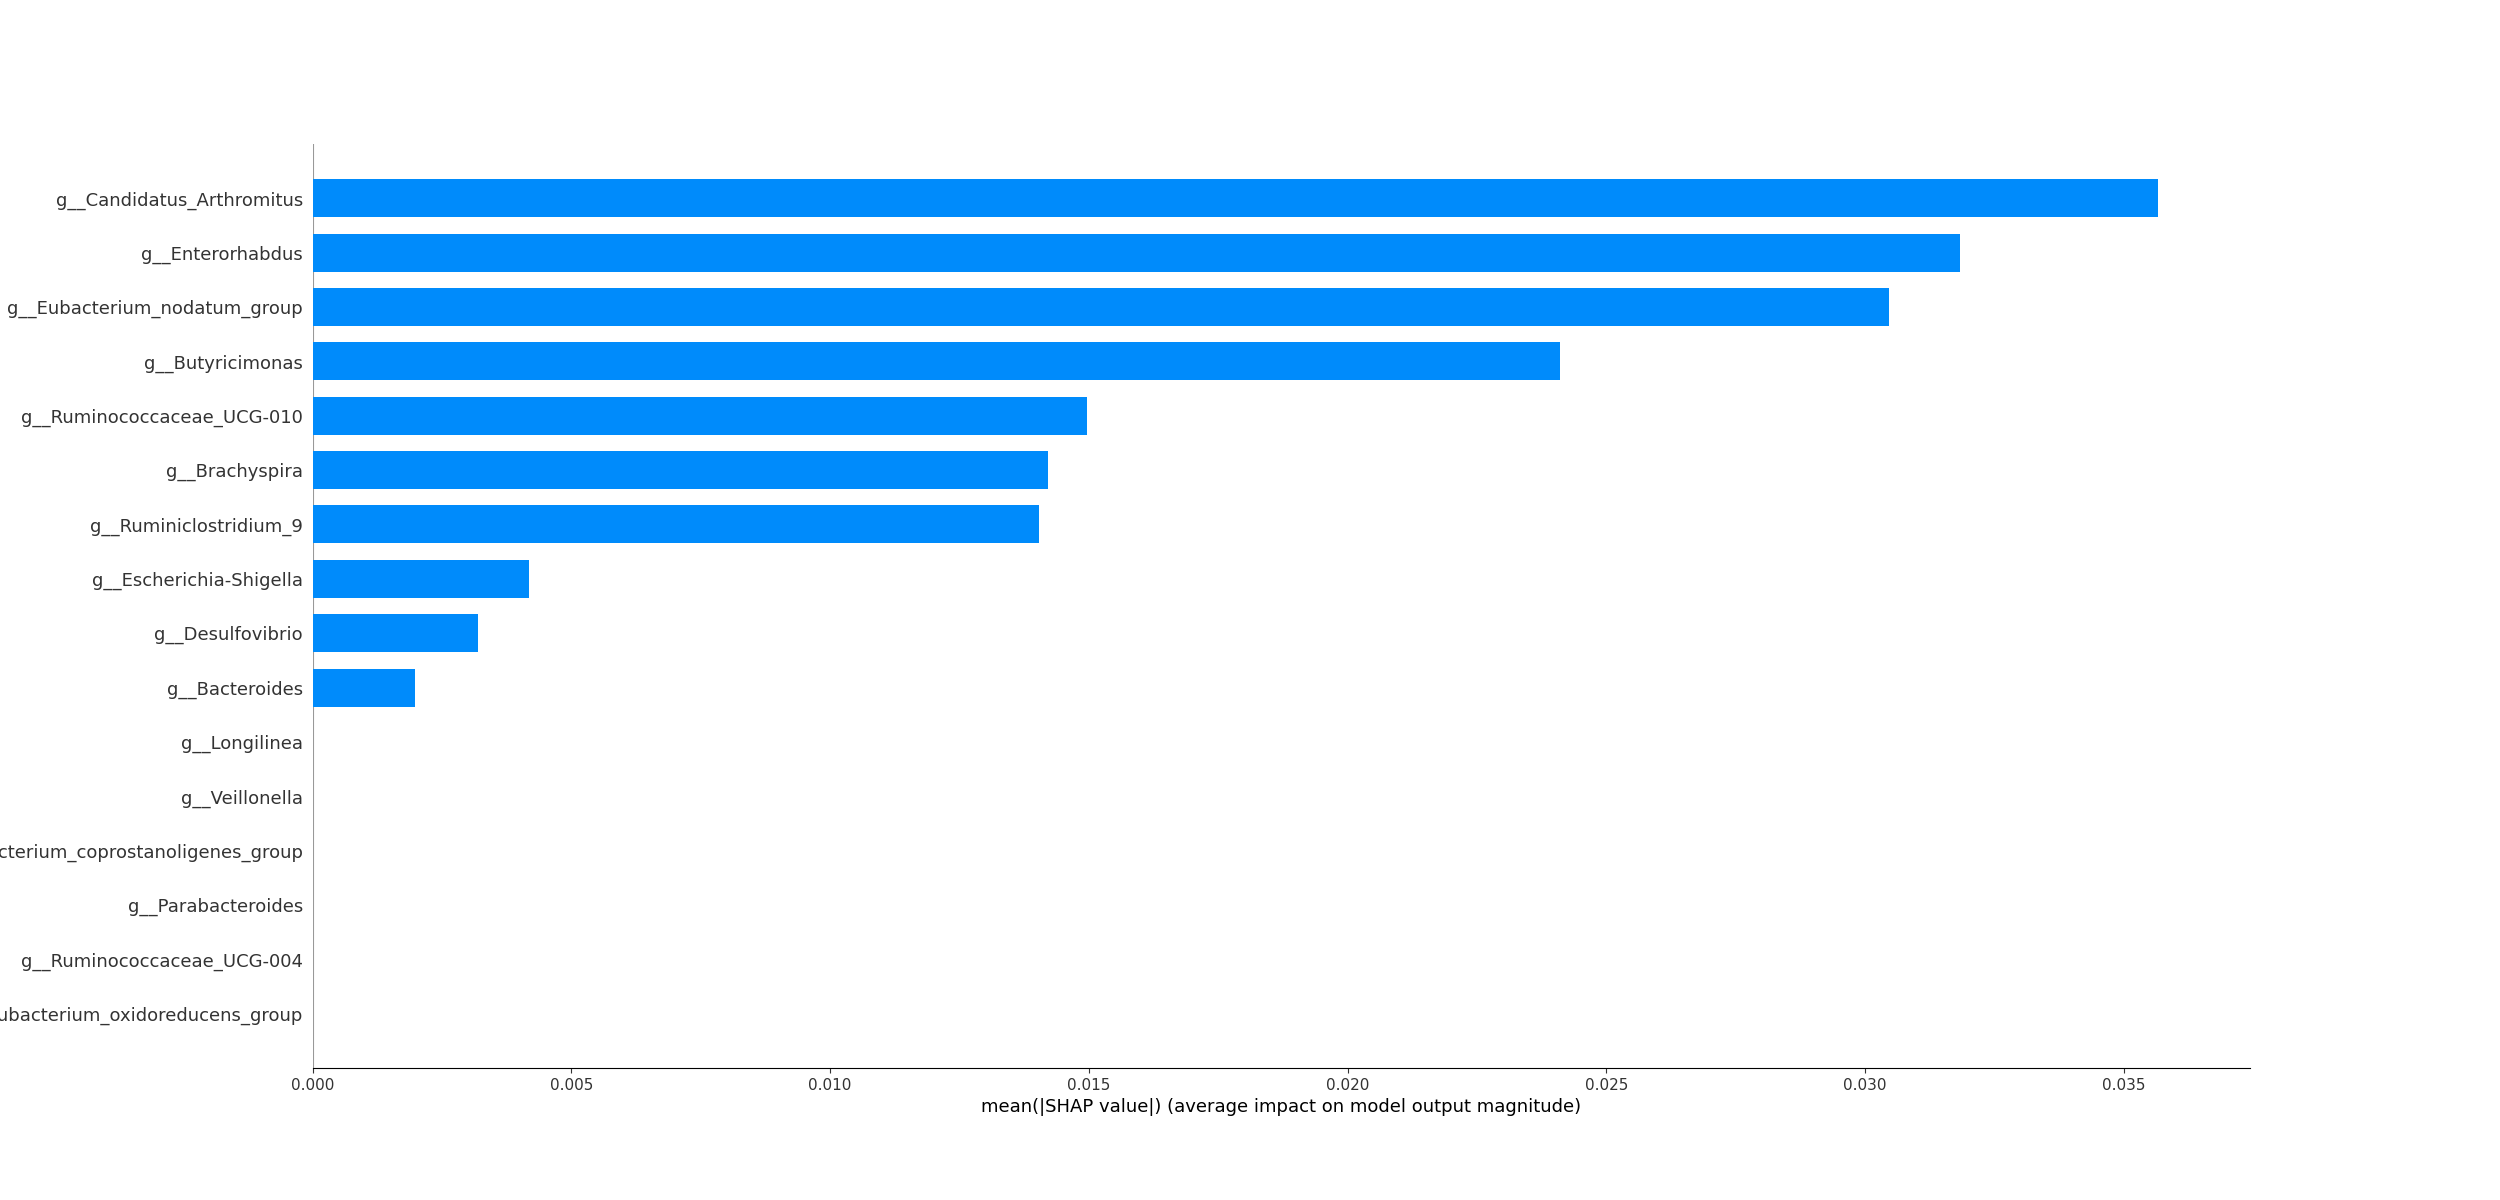 g__Candidatus_Arthromitus
g__Enterorhabdus
g__Eubacterium_nodatum_group
g__Butyricimonas
g__Ruminococcaceae_UCG-010
g__Brachyspira
g__Ruminiclostridium_9
g__Escherichia-Shigella
g__Desulfovibrio
g__Bacteroides
g__Longilinea
g__Veillonella
cterium_coprostanoligenes_group
g__Parabacteroides
g__Ruminococcaceae_UCG-004
ubacterium_oxidoreducens_group
0.000 0.005 0.010 0.015 0.020 0.025 0.030 0.035
mean(|SHAP value|) (average impact on model output magnitude)